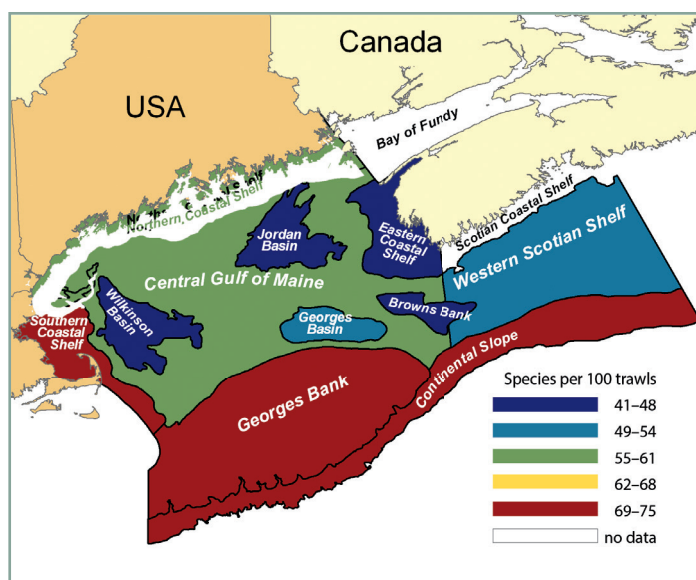 Canada
USA
Bay of Fundy
Northern Coastal Shelf
Scotian Coastal Shelf
Jordan
Basin
Eastern
Coastal
Shelf
Western Scotian Shelf
Central Gulf of Maine
Wilkinson
Basin
Browns Bank
Georges
Basin
Southern
Coastal
Shelf
Continental Slope
Georges Bank
Species per 100 trawls
41–48
49–54
55–61
62–68
69–75
no data